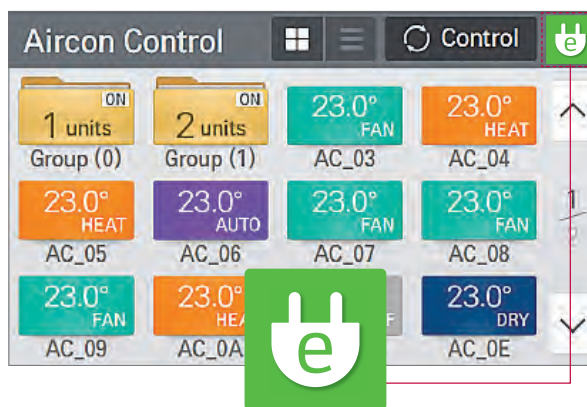 Aircon Control
Control
e
ON
1 units
Group (0)
ON
2 units
Group (1)
23.0°
FAN
AC_03
23.0°
HEAT
AC_04
23.0°
HEAT
AC_05
23.0°
AUTO
AC_06
23.0°
FAN
AC_07
23.0°
FAN
AC_08
1
23.0°
FAN
AC_09
23.0°
AC_0A
23.0°
DRY
AC_0E
e